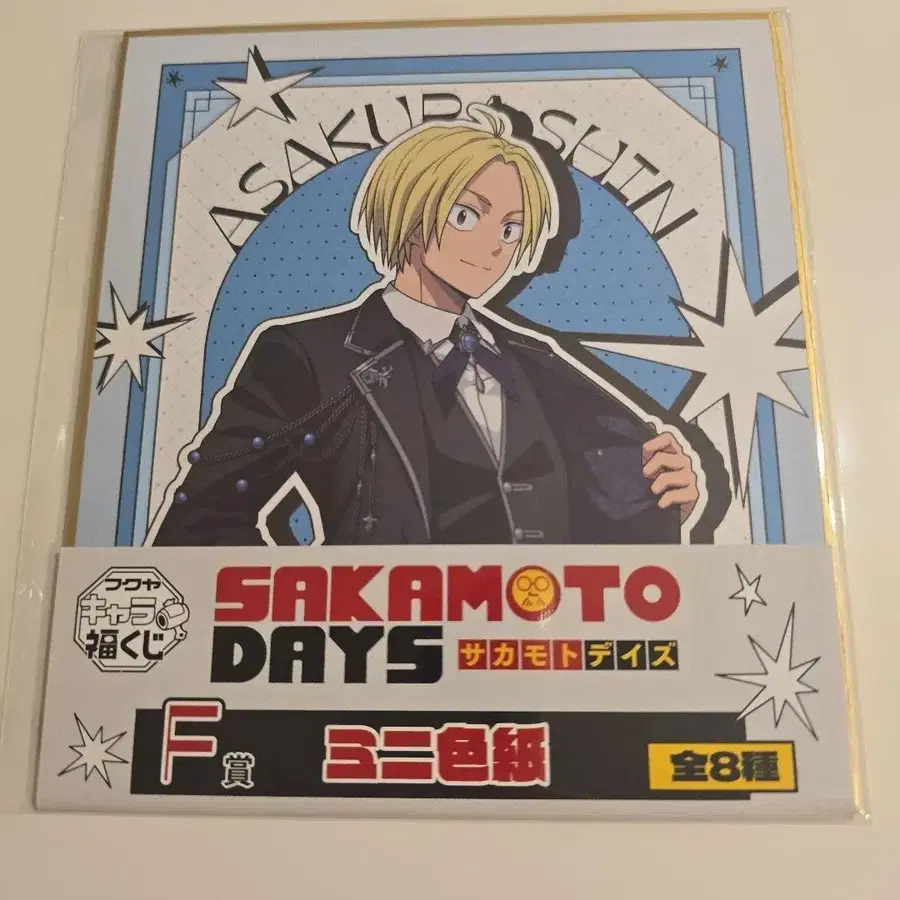 ASAKURA SHIN
フ・クヤ
キャラ
福くじ
SAKAMOTO
DAYS サカモトデイズ
F賞 ミニ色紙 全8種